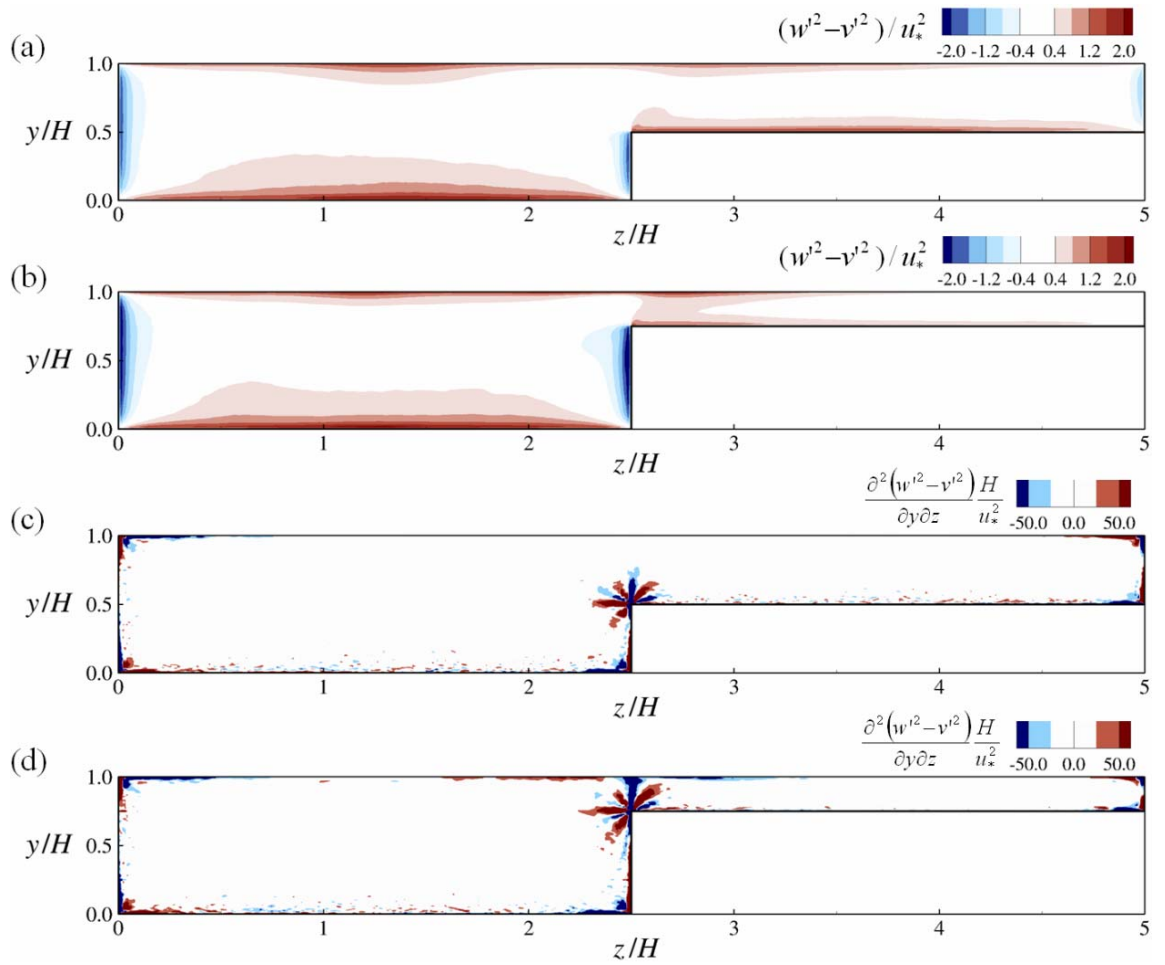 (a)
(w'²−v'²)/u*²
-2.0 -1.2 -0.4 0.4 1.2 2.0
y/H
1.0
0.5
0.0
0 1 2 3 4 5
z/H
(b)
(w'²−v'²)/u*²
-2.0 -1.2 -0.4 0.4 1.2 2.0
y/H
1.0
0.5
0.0
0 1 2 3 4 5
z/H
(c)
∂²(w'²−v'²)/∂y∂z H/u*²
-50.0 0.0 50.0
y/H
1.0
0.5
0.0
0 1 2 3 4 5
z/H
(d)
∂²(w'²−v'²)/∂y∂z H/u*²
-50.0 0.0 50.0
y/H
1.0
0.5
0.0
0 1 2 3 4 5
z/H